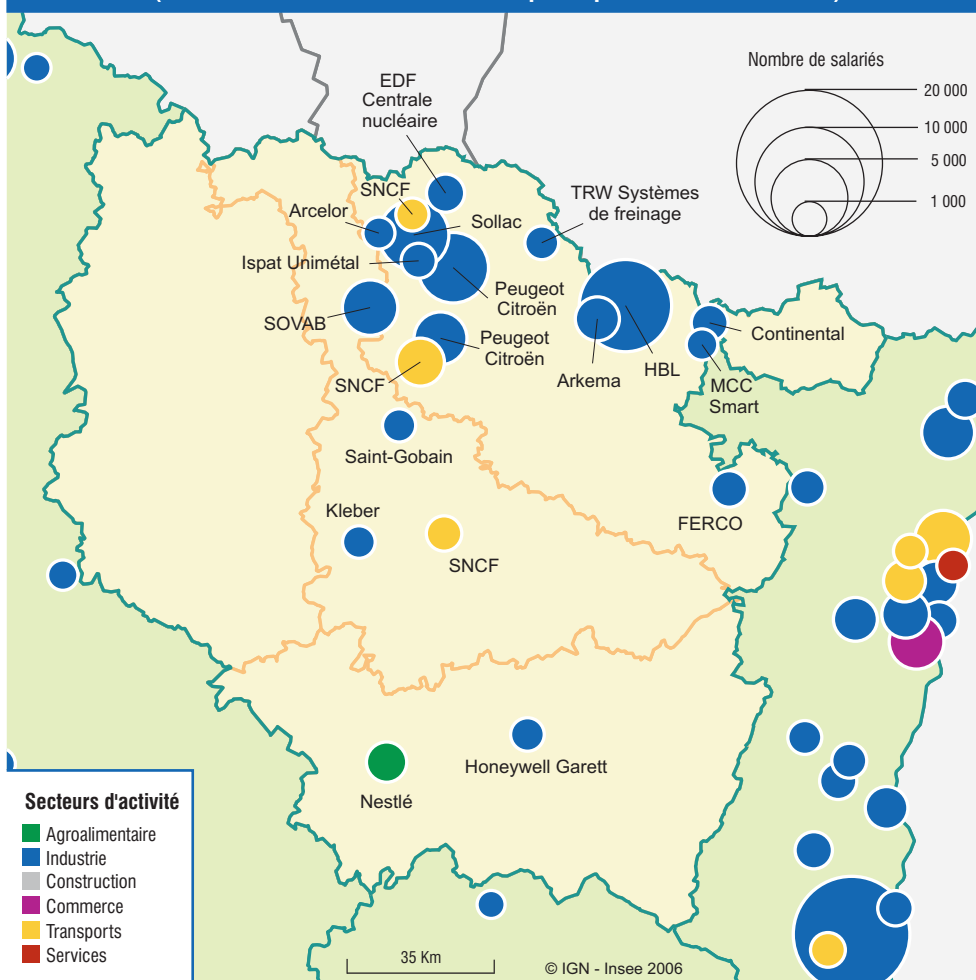 Nombre de salariés
20 000
10 000
5 000
1 000
EDF
Centrale
nucléaire
SNCF
Arcelor
Sollac
TRW Systèmes
de freinage
Ispat Unimétal
Peugeot
Citroën
SOVAB
Peugeot
Citroën
SNCF
Arkema
HBL
Continental
MCC
Smart
Saint-Gobain
Kleber
SNCF
FERCO
Honeywell Garett
Nestlé
Secteurs d'activité
Agroalimentaire
Industrie
Construction
Commerce
Transports
Services
35 Km
© IGN - Insee 2006